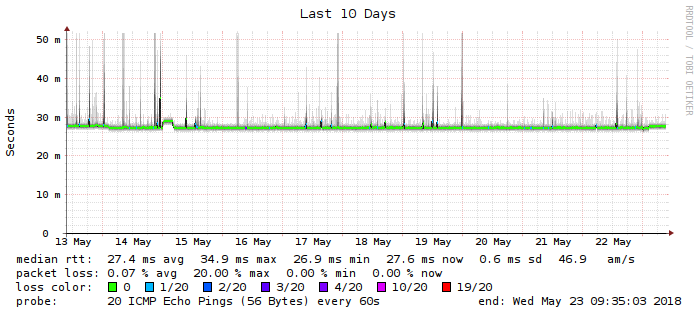 Last 10 Days
RRDTOOL / TOBI OETIKER
Seconds
50 m
40 m
30 m
20 m
10 m
0
13 May 14 May 15 May 16 May 17 May 18 May 19 May 20 May 21 May 22 May
median rtt: 27.4 ms avg 34.9 ms max 26.9 ms min 27.6 ms now 0.6 ms sd 46.9 am/s
packet loss: 0.07 % avg 20.00 % max 0.00 % min 0.00 % now
loss color: 0 1/20 2/20 3/20 4/20 10/20 19/20
probe: 20 ICMP Echo Pings (56 Bytes) every 60s end: Wed May 23 09:35:03 2018